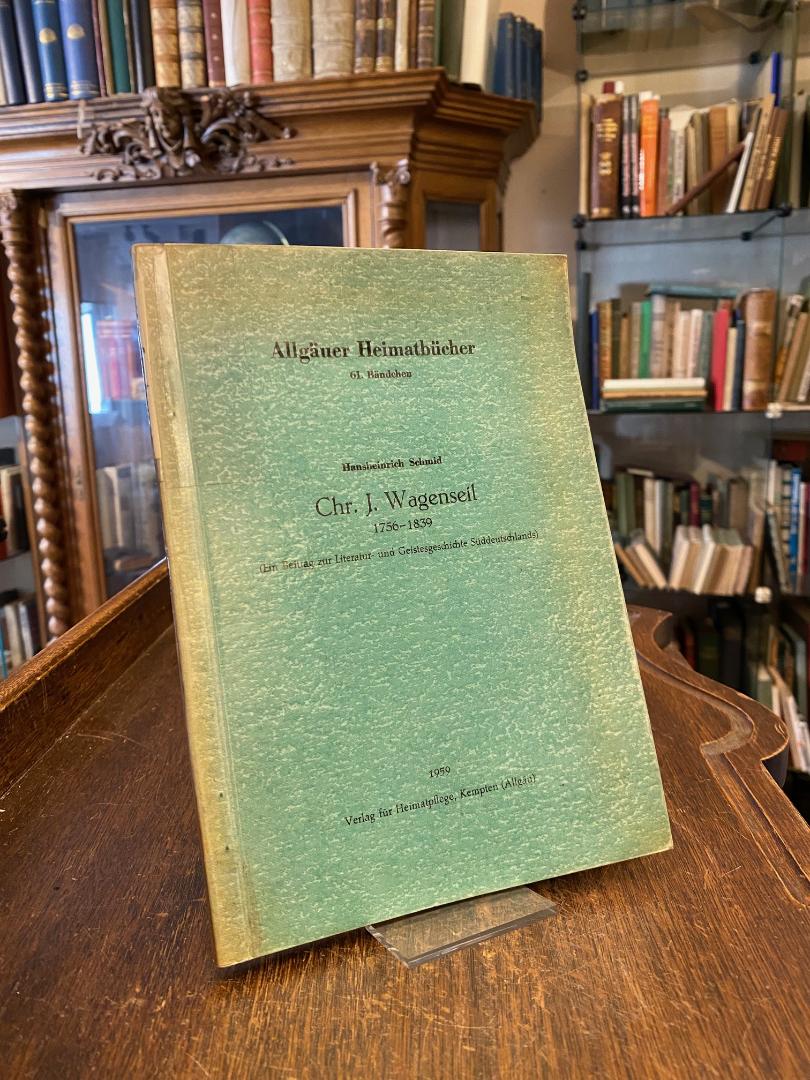 Allgäuer Heimatbücher
61. Bändchen
Hansheinrich Schmid
Chr. J. Wagenseil
1756–1839
(Ein Beitrag zur Literatur- und Geistesgeschichte Süddeutschlands)
1959
Verlag für Heimatpflege, Kempten (Allgäu)